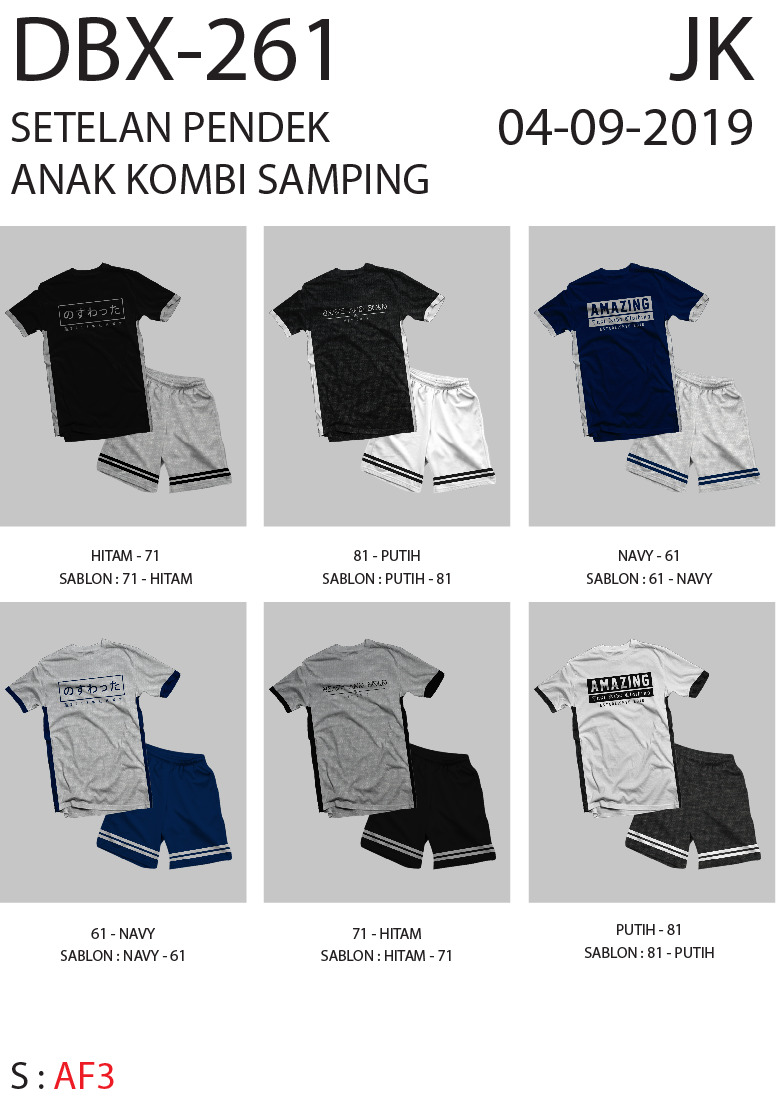 DBX-261
JK
SETELAN PENDEK
04-09-2019
ANAK KOMBI SAMPING
のすわった
AMAZING
HITAM - 71
SABLON : 71 - HITAM
81 - PUTIH
SABLON : PUTIH - 81
NAVY - 61
SABLON : 61 - NAVY
のすわった
AMAZING
61 - NAVY
SABLON : NAVY - 61
71 - HITAM
SABLON : HITAM - 71
PUTIH - 81
SABLON : 81 - PUTIH
S : AF3